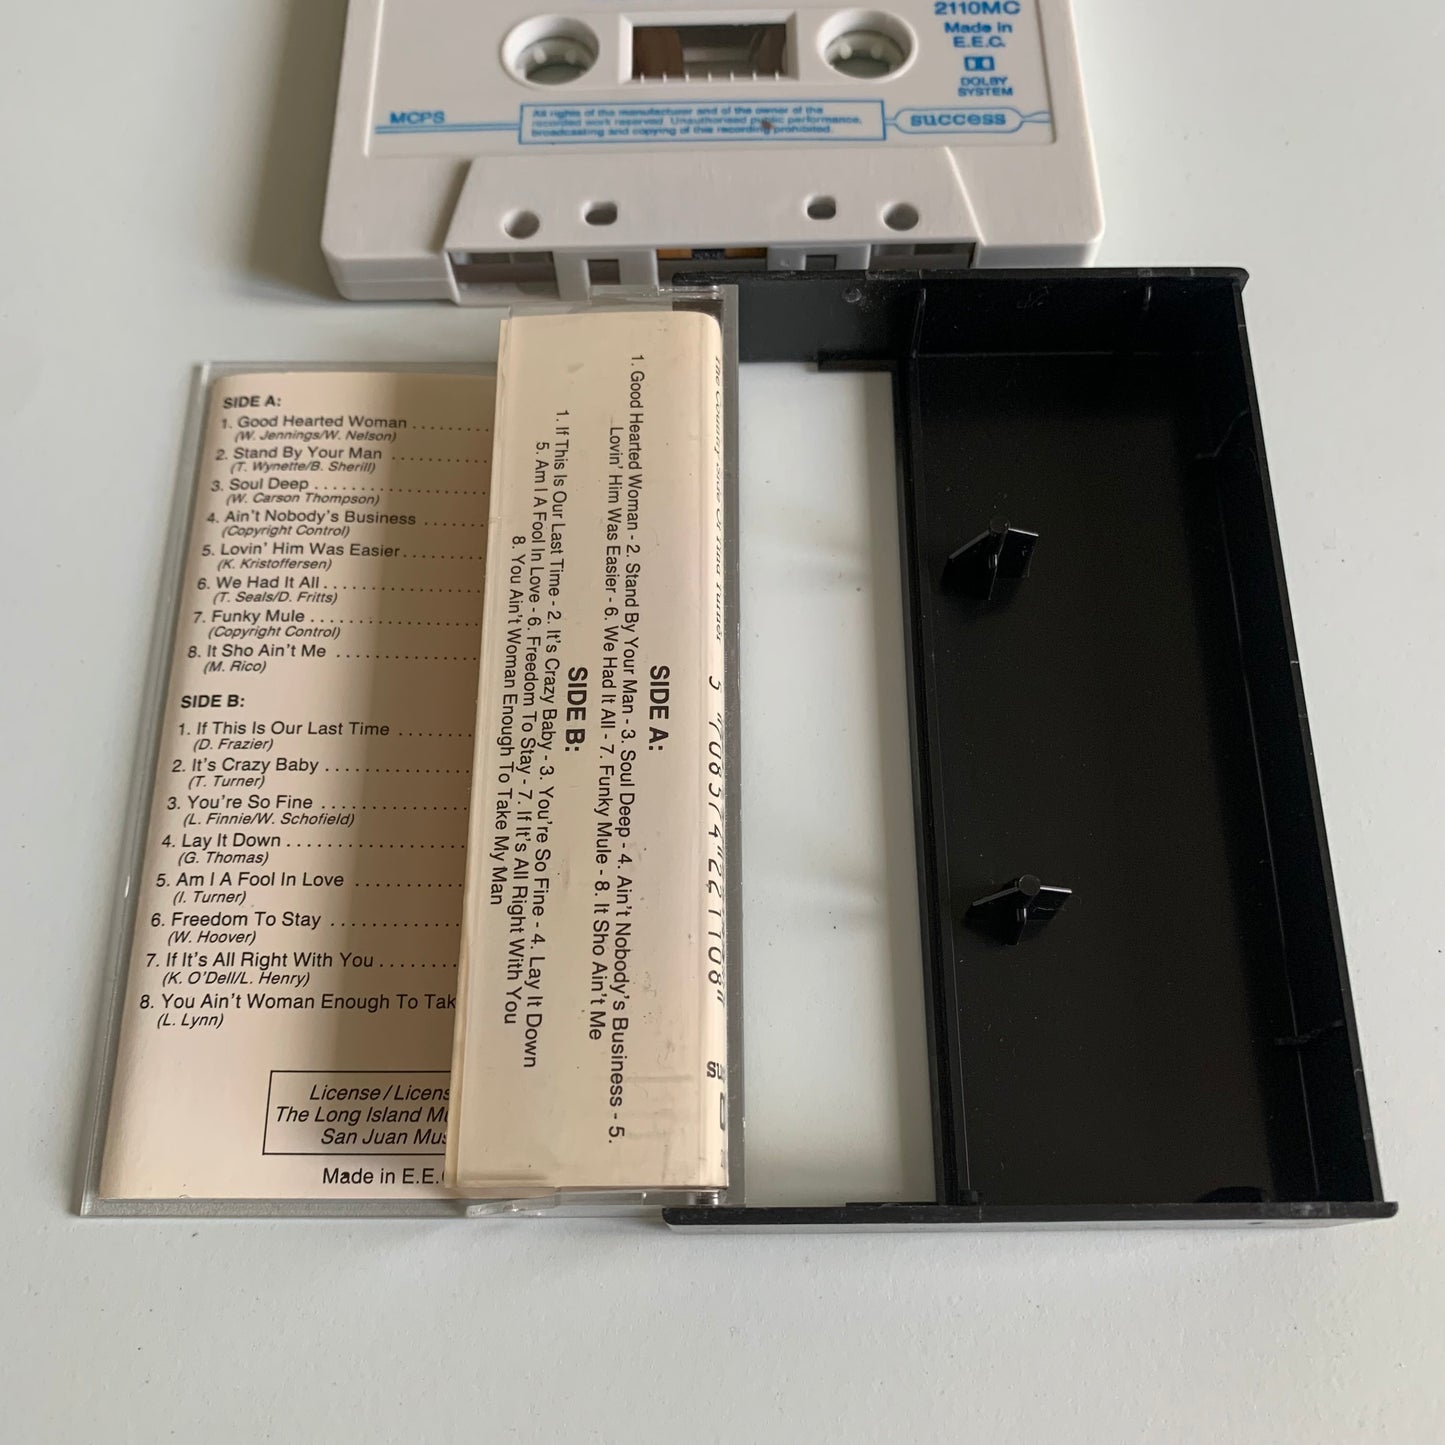 2110MC
Made in
E.E.C.
DOLBY
SYSTEM
MCPS
All rights of the manufacturer and of the owner of the
recorded work reserved. Unauthorised public performance,
broadcasting and copying of this recording prohibited.
success
SIDE A:
1. Good Hearted Woman
(W. Jennings/W. Nelson)
2. Stand By Your Man
(T. Wynette/B. Sherill)
3. Soul Deep
(W. Carson Thompson)
4. Ain't Nobody's Business
(Copyright Control)
5. Lovin' Him Was Easier
(K. Kristoffersen)
6. We Had It All
(T. Seals/D. Fritts)
7. Funky Mule
(Copyright Control)
8. It Sho Ain't Me
(M. Rico)
SIDE B:
1. If This Is Our Last Time
(D. Frazier)
2. It's Crazy Baby
(T. Turner)
3. You're So Fine
(L. Finnie/W. Schofield)
4. Lay It Down
(G. Thomas)
5. Am I A Fool In Love
(I. Turner)
6. Freedom To Stay
(W. Hoover)
7. If It's All Right With You
(K. O'Dell/L. Henry)
8. You Ain't Woman Enough To Tak
(L. Lynn)
License / Licens
The Long Island Mu
San Juan Mus
Made in E.E.
SIDE A:
1. Good Hearted Woman - 2. Stand By Your Man - 3. Soul Deep - 4. Ain't Nobody's Business - 5.
Lovin' Him Was Easier - 6. We Had It All - 7. Funky Mule - 8. It Sho Ain't Me
SIDE B:
1. If This Is Our Last Time - 2. It's Crazy Baby - 3. You're So Fine - 4. Lay It Down
5. Am I A Fool In Love - 6. Freedom To Stay - 7. If It's All Right With You
8. You Ain't Woman Enough To Take My Man
The Country Side Of Tina Turner